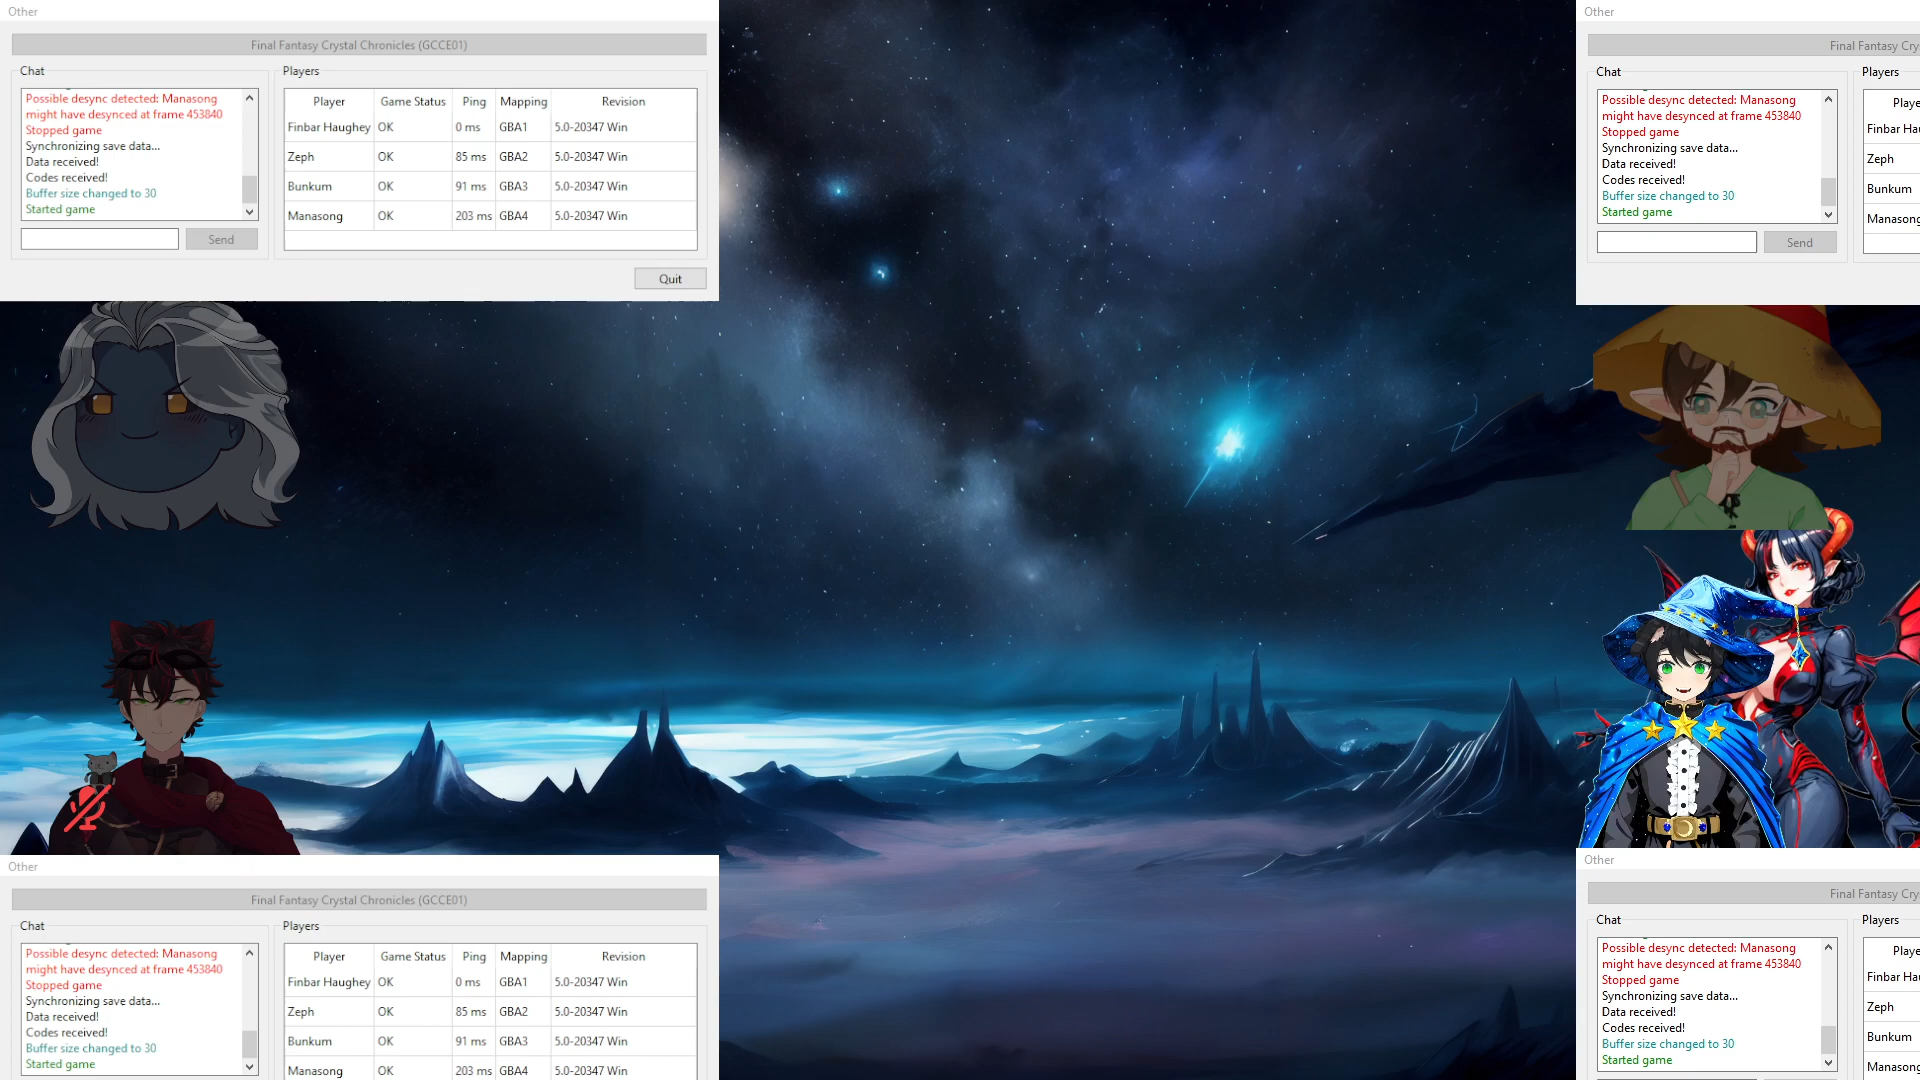 Other
Final Fantasy Crystal Chronicles (GCCE01)
Chat
Players
Possible desync detected: Manasong
might have desynced at frame 453840
Stopped game
Synchronizing save data...
Data received!
Codes received!
Buffer size changed to 30
Started game
Send
Player Game Status Ping Mapping Revision
Finbar Haughey OK 0 ms GBA1 5.0-20347 Win
Zeph OK 85 ms GBA2 5.0-20347 Win
Bunkum OK 91 ms GBA3 5.0-20347 Win
Manasong OK 203 ms GBA4 5.0-20347 Win
Quit
Other
Final Fantasy Cry
Chat
Players
Possible desync detected: Manasong
might have desynced at frame 453840
Stopped game
Synchronizing save data...
Data received!
Codes received!
Buffer size changed to 30
Started game
Send
Playe
Finbar Hau
Zeph
Bunkum
Manasong
Other
Final Fantasy Crystal Chronicles (GCCE01)
Chat
Players
Possible desync detected: Manasong
might have desynced at frame 453840
Stopped game
Synchronizing save data...
Data received!
Codes received!
Buffer size changed to 30
Started game
Player Game Status Ping Mapping Revision
Finbar Haughey OK 0 ms GBA1 5.0-20347 Win
Zeph OK 85 ms GBA2 5.0-20347 Win
Bunkum OK 91 ms GBA3 5.0-20347 Win
Manasong OK 203 ms GBA4 5.0-20347 Win
Other
Final Fantasy Cry
Chat
Players
Possible desync detected: Manasong
might have desynced at frame 453840
Stopped game
Synchronizing save data...
Data received!
Codes received!
Buffer size changed to 30
Started game
Playe
Finbar Hau
Zeph
Bunkum
Manasong